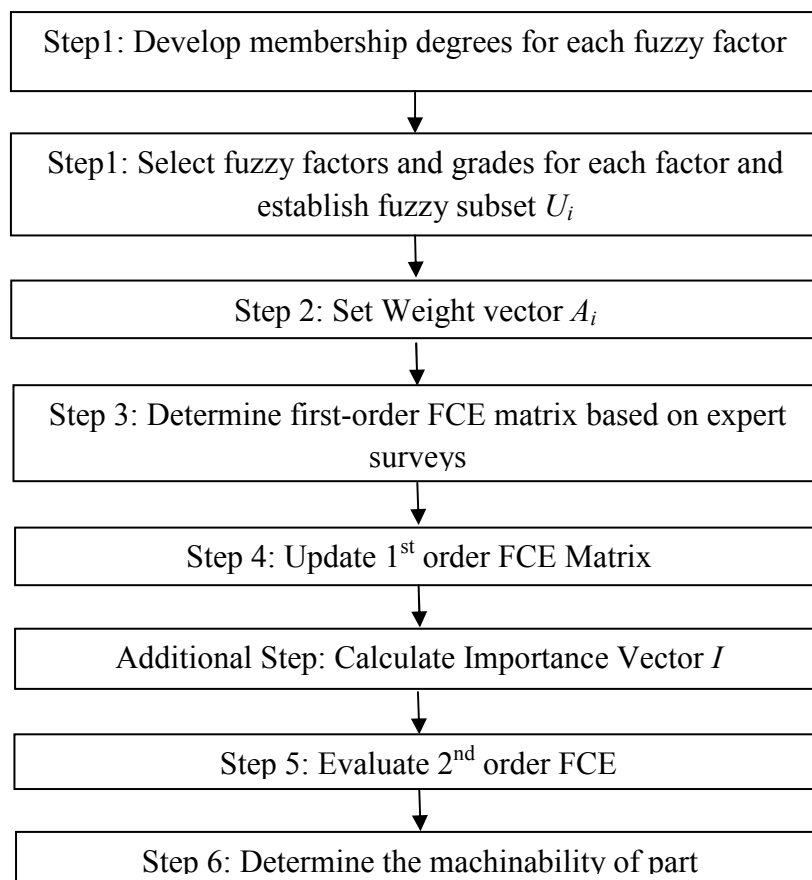 Step1: Develop membership degrees for each fuzzy factor
Step1: Select fuzzy factors and grades for each factor and
establish fuzzy subset Ui
Step 2: Set Weight vector Ai
Step 3: Determine first-order FCE matrix based on expert
surveys
Step 4: Update 1st order FCE Matrix
Additional Step: Calculate Importance Vector I
Step 5: Evaluate 2nd order FCE
Step 6: Determine the machinability of part